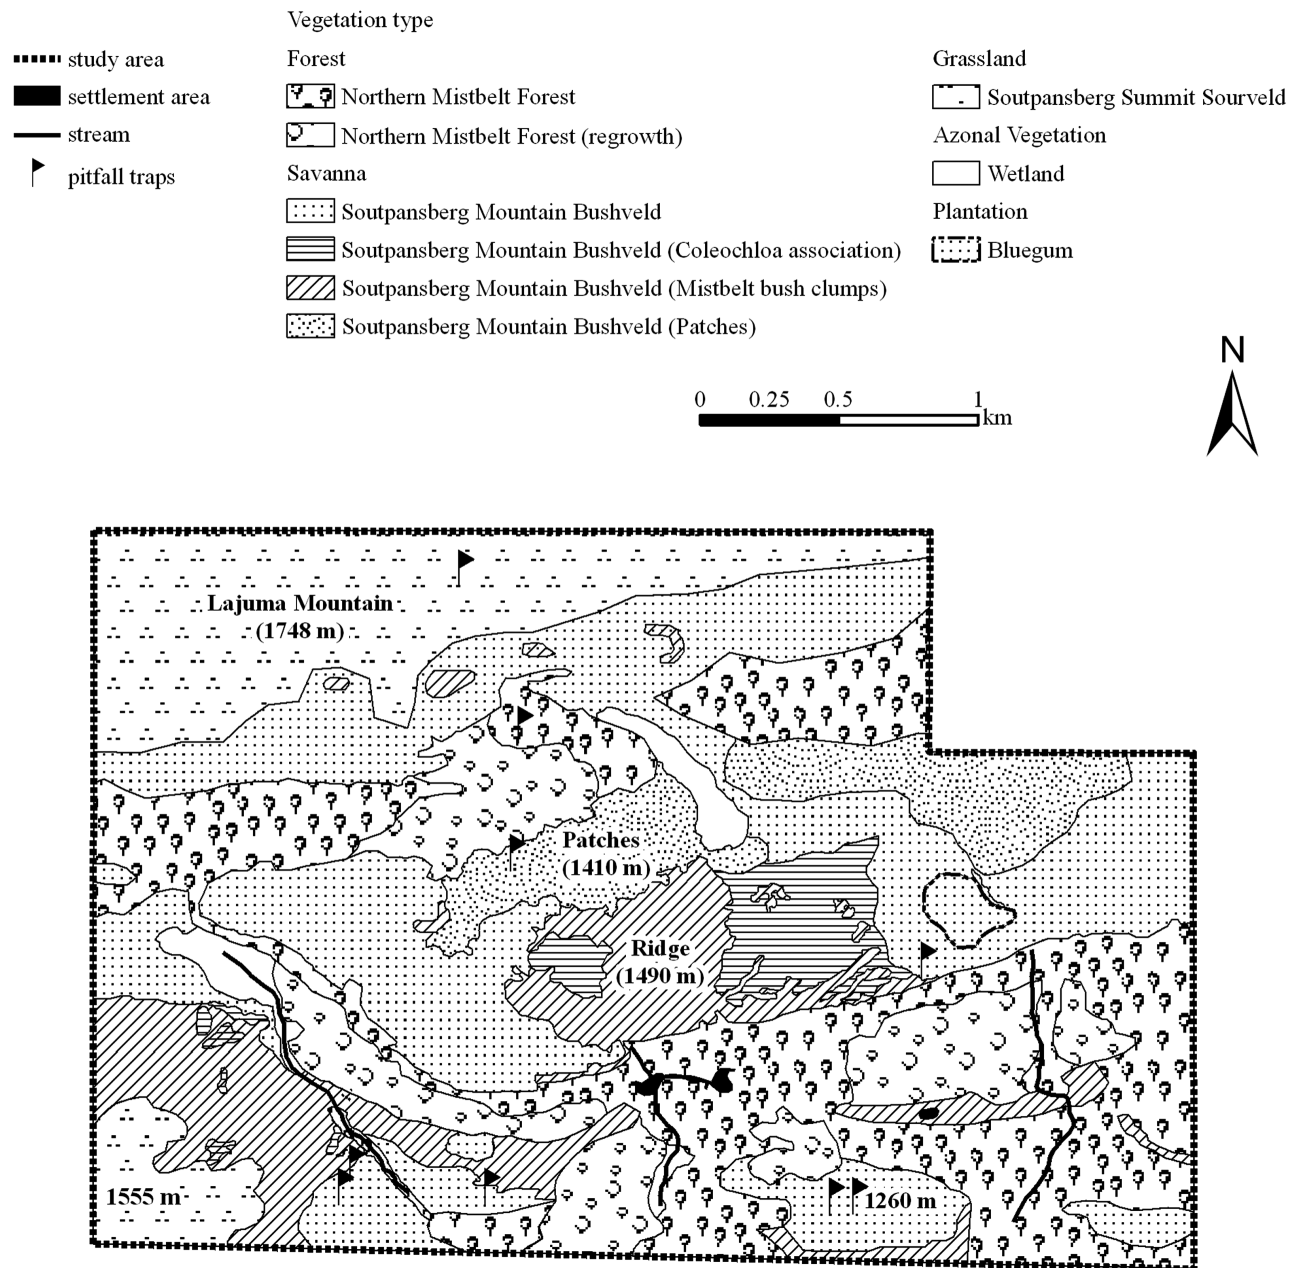 Vegetation type
study area
settlement area
stream
pitfall traps
Forest
Northern Mistbelt Forest
Northern Mistbelt Forest (regrowth)
Savanna
Soutpansberg Mountain Bushveld
Soutpansberg Mountain Bushveld (Coleochloa association)
Soutpansberg Mountain Bushveld (Mistbelt bush clumps)
Soutpansberg Mountain Bushveld (Patches)
Grassland
Soutpansberg Summit Sourveld
Azonal Vegetation
Wetland
Plantation
Bluegum
N
0 0.25 0.5 1
km
Lajuma Mountain
(1748 m)
Patches
(1410 m)
Ridge
(1490 m)
1555 m
1260 m